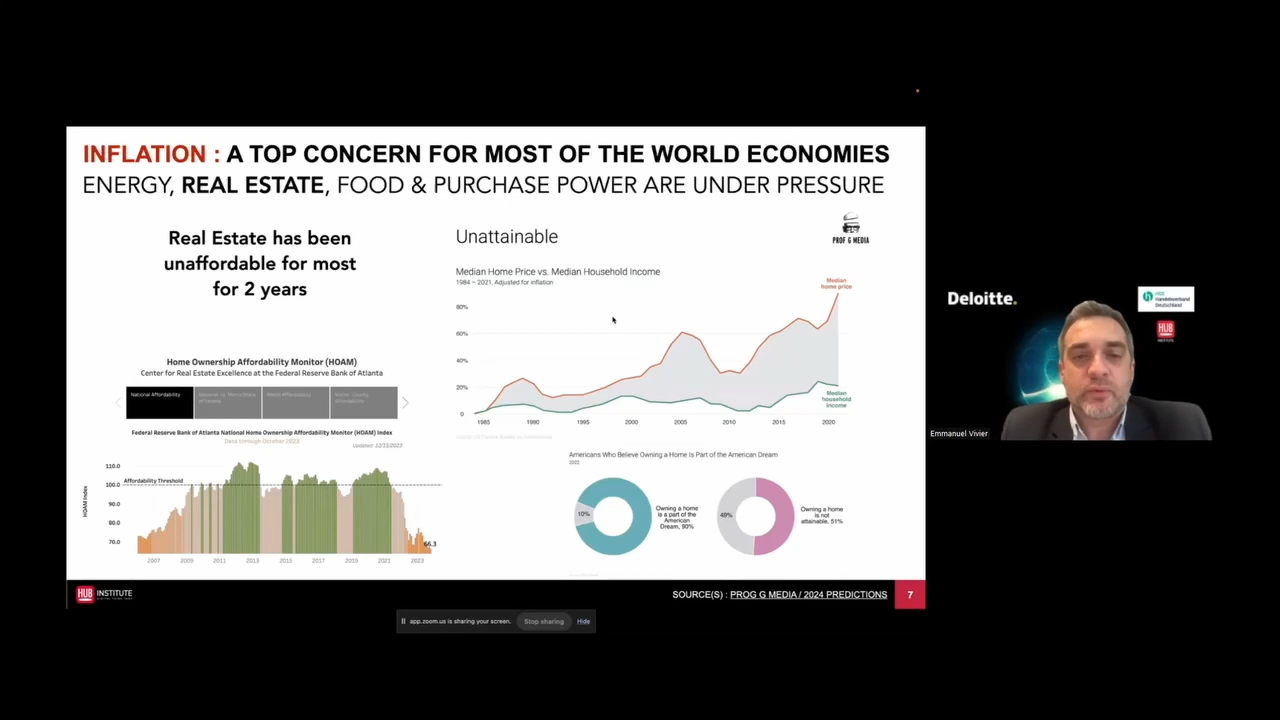 INFLATION : A TOP CONCERN FOR MOST OF THE WORLD ECONOMIES
ENERGY, REAL ESTATE, FOOD & PURCHASE POWER ARE UNDER PRESSURE
Real Estate has been
unaffordable for most
for 2 years
Unattainable
PROF G MEDIA
Median Home Price vs. Median Household Income
1984 – 2021, Adjusted for inflation
Median
home price
80%
60%
40%
20%
0
Median
household
income
1985
1990
1995
2000
2005
2010
2015
2020
Home Ownership Affordability Monitor (HOAM)
Center for Real Estate Excellence at the Federal Reserve Bank of Atlanta
National Affordability
Federal Reserve Bank of Atlanta National Home Ownership Affordability Monitor (HOAM) Index
Data through October 2023
Updated: 12/15/2023
HOAM Index
110.0
Affordability Threshold
100.0
90.0
80.0
70.0
66.3
2007
2009
2011
2013
2015
2017
2019
2021
2023
Americans Who Believe Owning a Home Is Part of the American Dream
2022
10%
Owning a home
is a part of the
American
Dream, 90%
49%
Owning a home
is not
attainable, 51%
HUB INSTITUTE
SOURCE(S) : PROG G MEDIA / 2024 PREDICTIONS
7
app.zoom.us is sharing your screen.
Stop sharing
Hide
Deloitte.
Handelsverband
Deutschland
HUB
INSTITUTE
Emmanuel Vivier